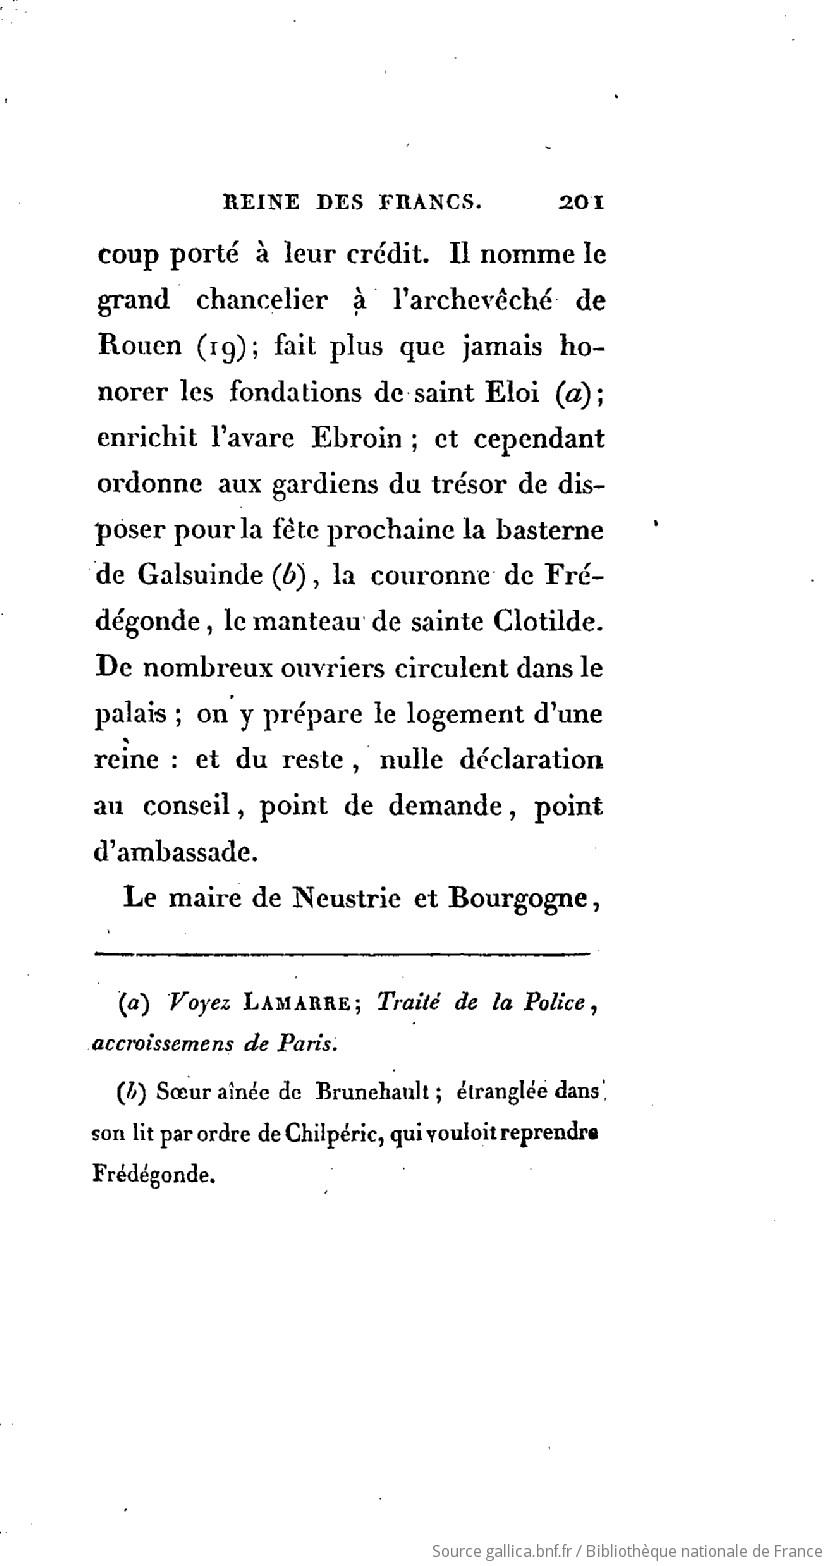 REINE DES FRANCS. 201
coup porté à leur crédit. Il nomme le
grand chancelier à l'archevêché de
Rouen (19); fait plus que jamais ho-
norer les fondations de saint Eloi (a);
enrichit l'avare Ebroin ; et cependant
ordonne aux gardiens du trésor de dis-
poser pour la fête prochaine la basterne
de Galsuinde (b), la couronne de Fré-
dégonde, le manteau de sainte Clotilde.
De nombreux ouvriers circulent dans le
palais ; on y prépare le logement d'une
reine : et du reste, nulle déclaration
au conseil, point de demande, point
d'ambassade.
Le maire de Neustrie et Bourgogne,
(a) Voyez LAMARRE; Traité de la Police,
accroissemens de Paris.
(b) Sœur aînée de Brunehault ; étranglée dans
son lit par ordre de Chilpéric, qui vouloit reprendre
Frédégonde.
Source gallica.bnf.fr / Bibliothèque nationale de France